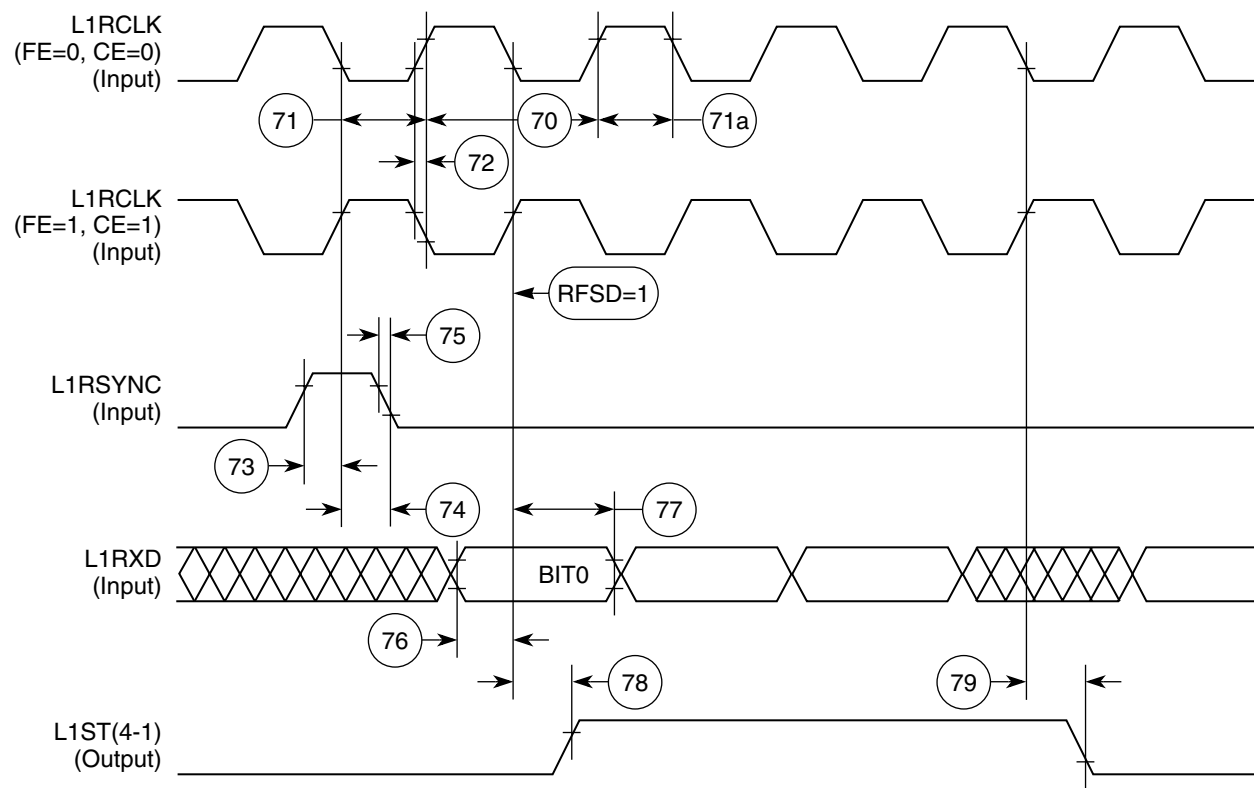 L1RCLK
(FE=0, CE=0)
(Input)
71
70
71a
72
L1RCLK
(FE=1, CE=1)
(Input)
RFSD=1
75
L1RSYNC
(Input)
73
74
77
L1RXD
(Input)
BIT0
76
78
79
L1ST(4-1)
(Output)